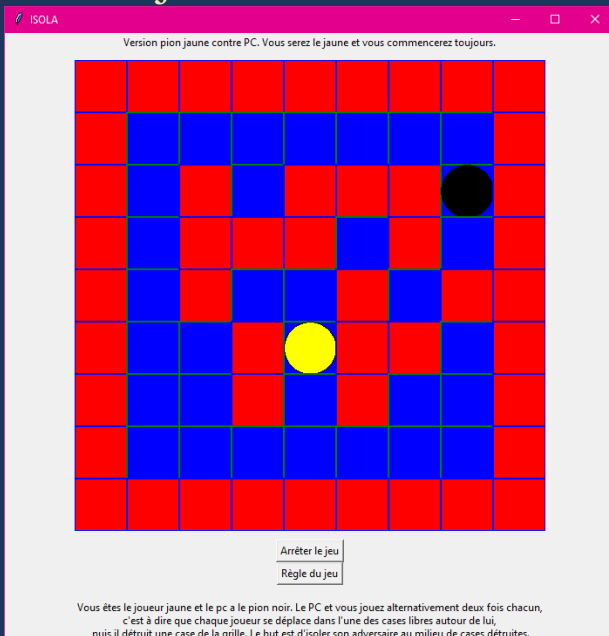 ISOLA
Version pion jaune contre PC. Vous serez le jaune et vous commencerez toujours.
Arrêter le jeu
Règle du jeu
Vous êtes le joueur jaune et le pc a le pion noir. Le PC et vous jouez alternativement deux fois chacun,
c'est à dire que chaque joueur se déplace dans l'une des cases libres autour de lui,
puis il détruit une case de la grille. Le but est d'isoler son adversaire au milieu de cases détruites.